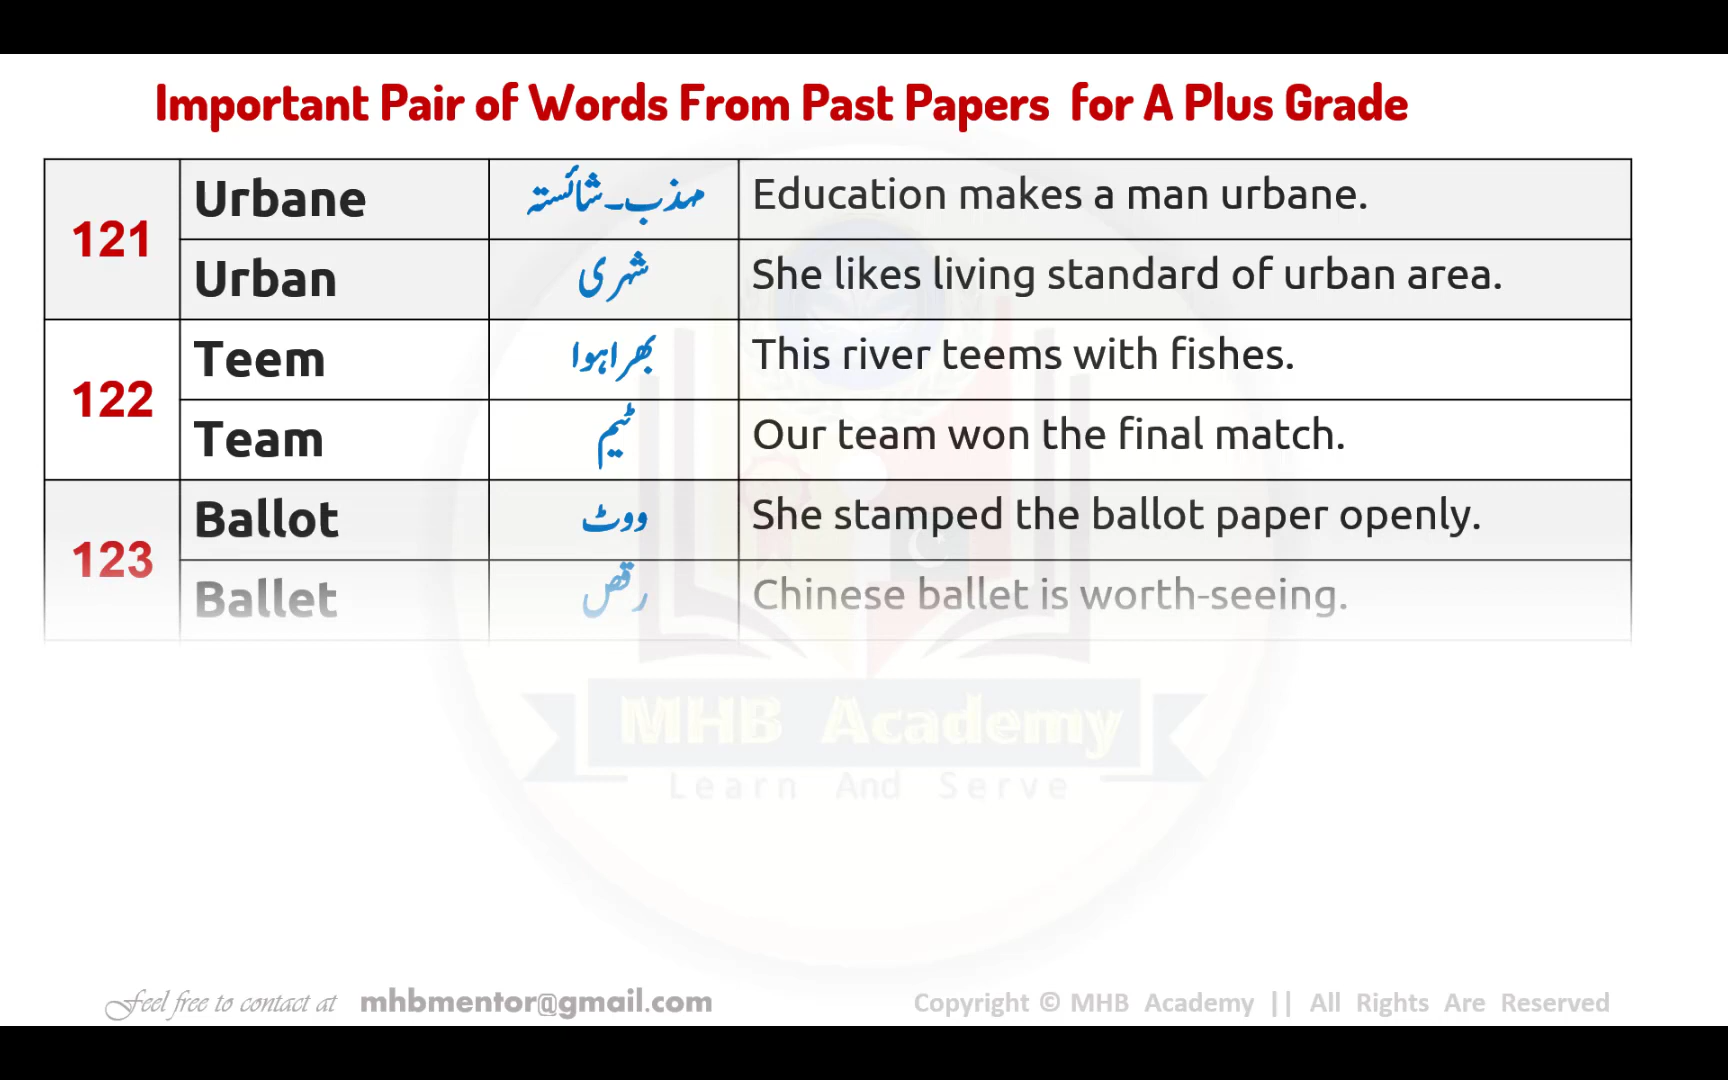 Important Pair of Words From Past Papers for A Plus Grade
121
Urbane
مہذب۔شائستہ
Education makes a man urbane.
Urban
شہری
She likes living standard of urban area.
122
Teem
بھرا ہوا
This river teems with fishes.
Team
ٹیم
Our team won the final match.
123
Ballot
ووٹ
She stamped the ballot paper openly.
Ballet
رقص
Chinese ballet is worth-seeing.
MHB Academy
Learn And Serve
Feel free to contact at mhbmentor@gmail.com
Copyright © MHB Academy || All Rights Are Reserved